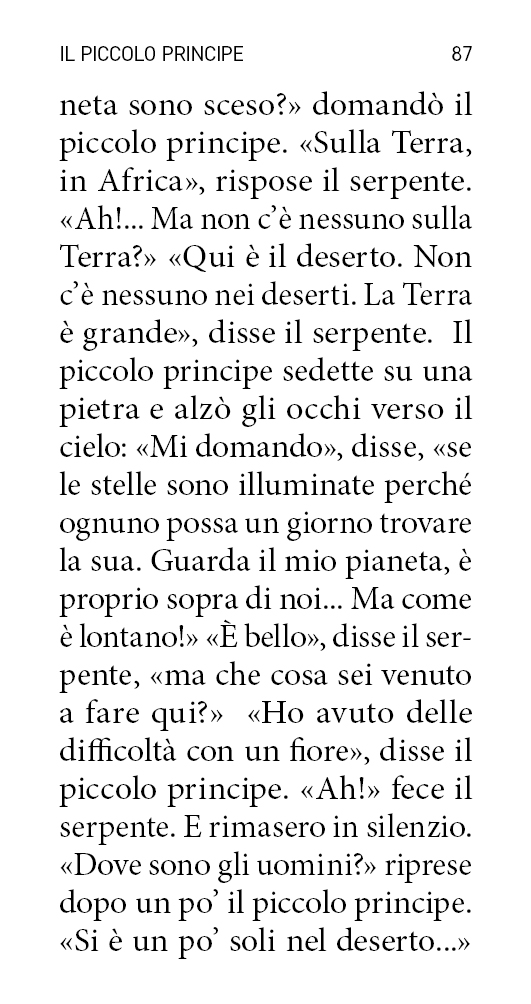 IL PICCOLO PRINCIPE 87
neta sono sceso?» domandò il
piccolo principe. «Sulla Terra,
in Africa», rispose il serpente.
«Ah!... Ma non c’è nessuno sulla
Terra?» «Qui è il deserto. Non
c’è nessuno nei deserti. La Terra
è grande», disse il serpente.  Il
piccolo principe sedette su una
pietra e alzò gli occhi verso il
cielo: «Mi domando», disse, «se
le stelle sono illuminate perché
ognuno possa un giorno trovare
la sua. Guarda il mio pianeta, è
proprio sopra di noi... Ma come
è lontano!» «È bello», disse il ser-
pente, «ma che cosa sei venuto
a fare qui?»  «Ho avuto delle
difficoltà con un fiore», disse il
piccolo principe. «Ah!» fece il
serpente. E rimasero in silenzio.
«Dove sono gli uomini?» riprese
dopo un po’ il piccolo principe.
«Si è un po’ soli nel deserto...»